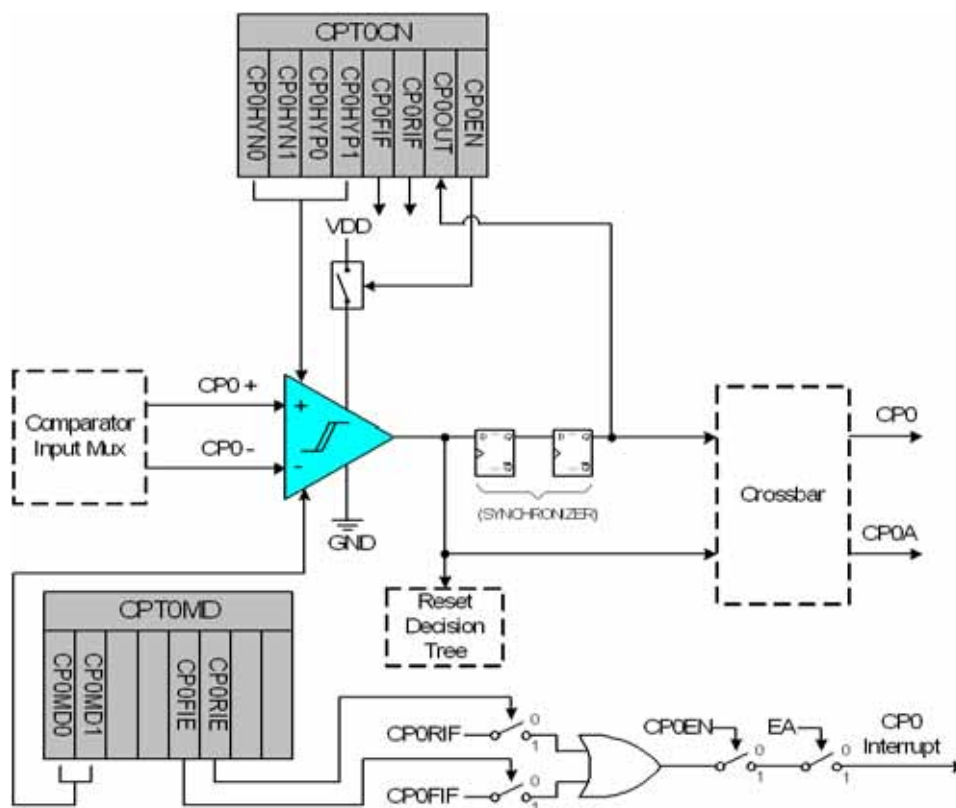 CPT0CN
CP0HYN0
CP0HYN1
CP0HYP0
CP0HYP1
CP0FIF
CP0RIF
CP0OUT
CP0EN
VDD
Comparator
Input Mux
CP0 +
CP0 -
+
-
GND
D Q
Q
D Q
Q
(SYNCHRONIZER)
Crossbar
CP0
CP0A
Reset
Decision
Tree
CPT0MD
CP0MD0
CP0MD1
CP0FIE
CP0RIE
CP0RIF
0
1
CP0FIF
0
1
CP0EN
0
1
EA
0
1
CP0
Interrupt